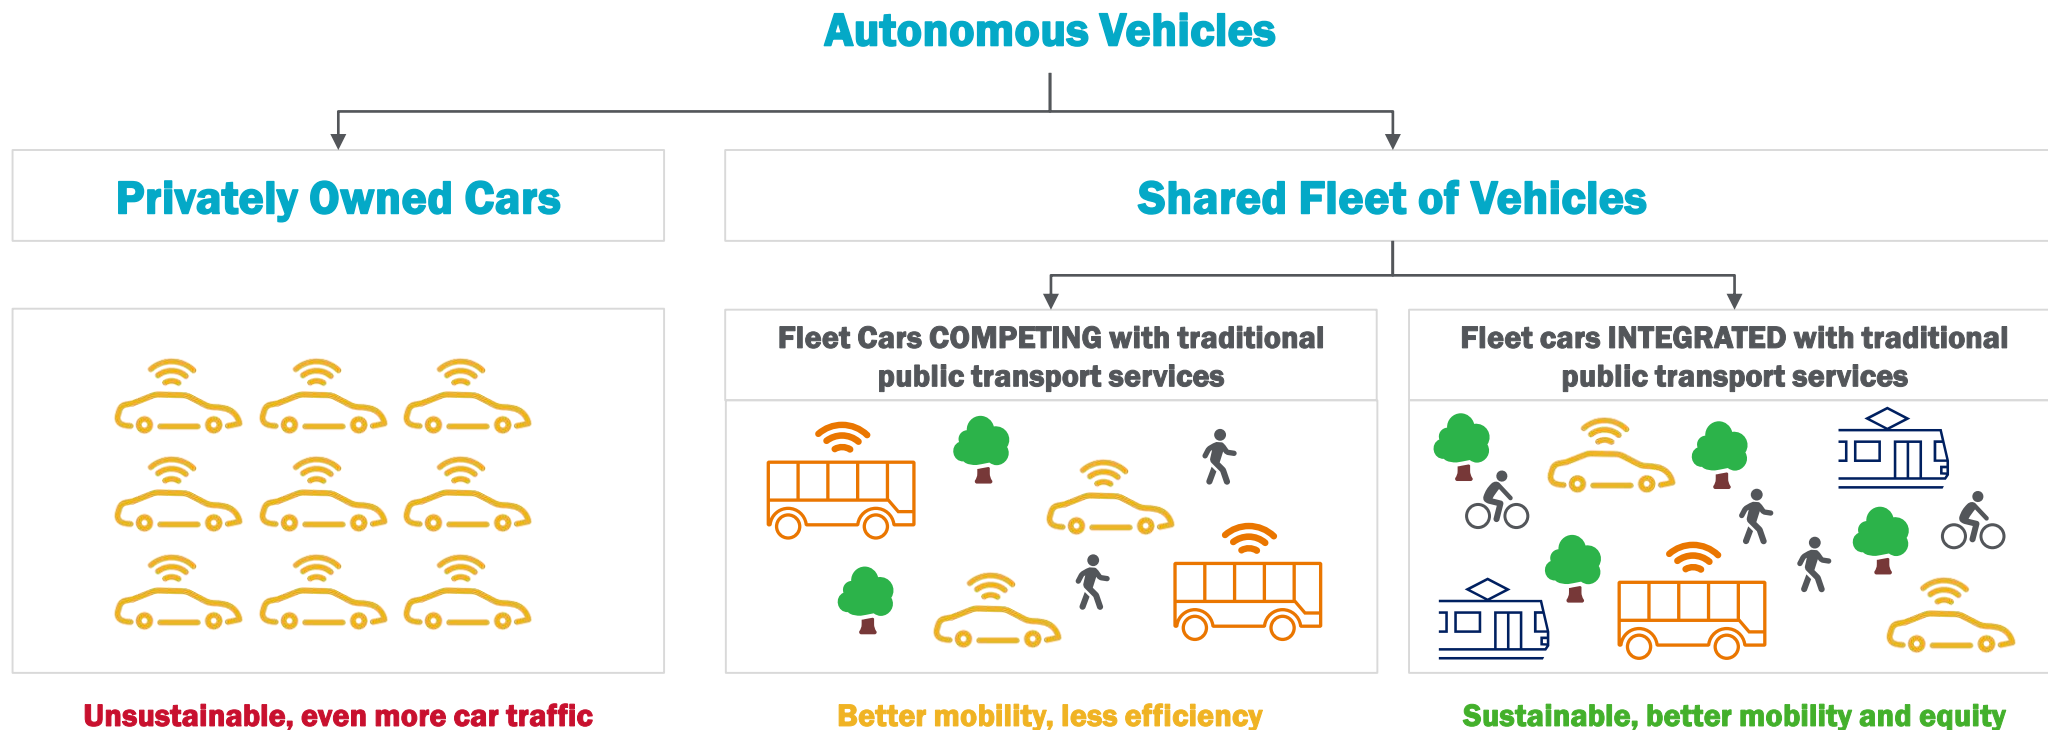 Autonomous Vehicles
Privately Owned Cars
Shared Fleet of Vehicles
Fleet Cars COMPETING with traditional
public transport services
Fleet cars INTEGRATED with traditional
public transport services
Unsustainable, even more car traffic
Better mobility, less efficiency
Sustainable, better mobility and equity